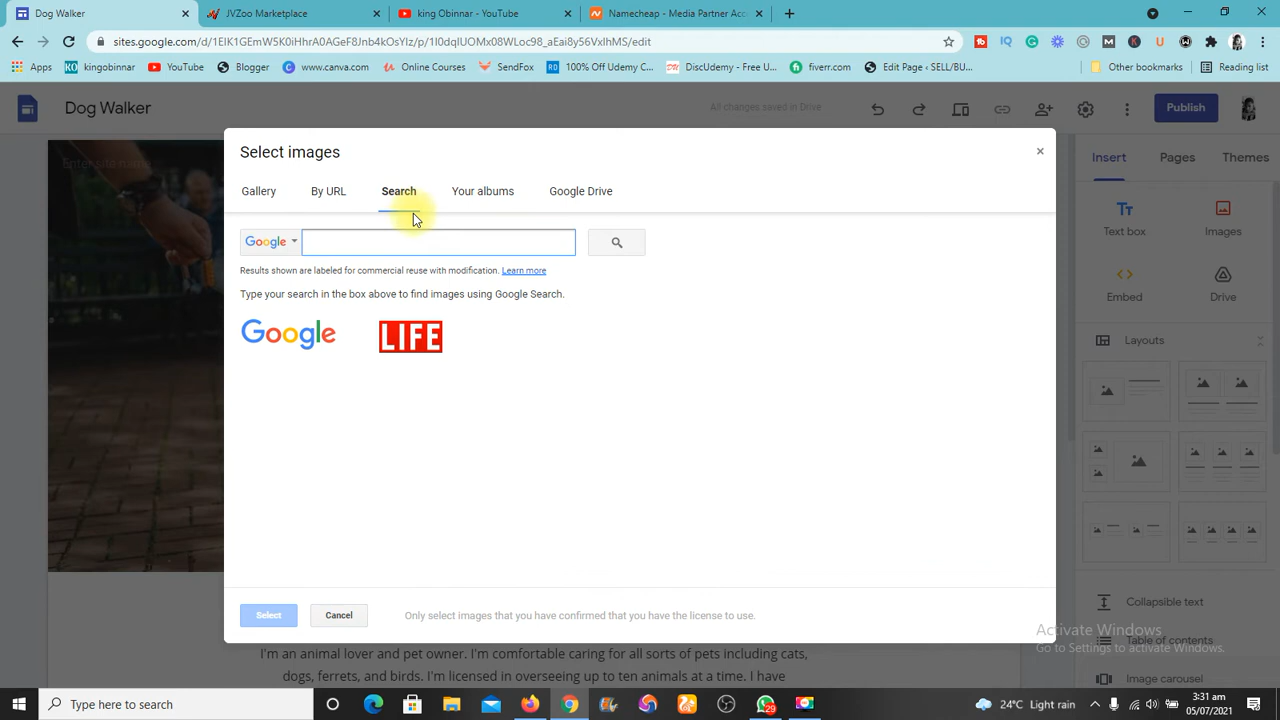 Dog Walker
JVZoo Marketplace
king Obinnar - YouTube
Namecheap - Media Partner Acc
sites.google.com/d/1EIK1GEmW5K0iHhrA0AGeF8Jnb4kOsYIz/p/1I0dqIUOMx08WLoc98_aEai8y56VxIhMS/edit
Apps
kingobinnar
YouTube
Blogger
www.canva.com
Online Courses
SendFox
100% Off Udemy C...
DiscUdemy - Free U...
fiverr.com
Edit Page ‹ SELL/BU...
Other bookmarks
Reading list
Dog Walker
All changes saved in Drive
Publish
Enter site name
Select images
Gallery
By URL
Search
Your albums
Google Drive
Google
Results shown are labeled for commercial reuse with modification. Learn more
Type your search in the box above to find images using Google Search.
Google
LIFE
Select
Cancel
Only select images that you have confirmed that you have the license to use.
Insert
Pages
Themes
Text box
Images
Embed
Drive
Layouts
Collapsible text
Table of contents
Image carousel
Activate Windows
Go to Settings to activate Windows.
I'm an animal lover and pet owner. I'm comfortable caring for all sorts of pets including cats,
dogs, ferrets, and birds. I'm licensed in overseeing up to ten animals at a time. I have
Type here to search
29
24°C Light rain
3:31 am
05/07/2021